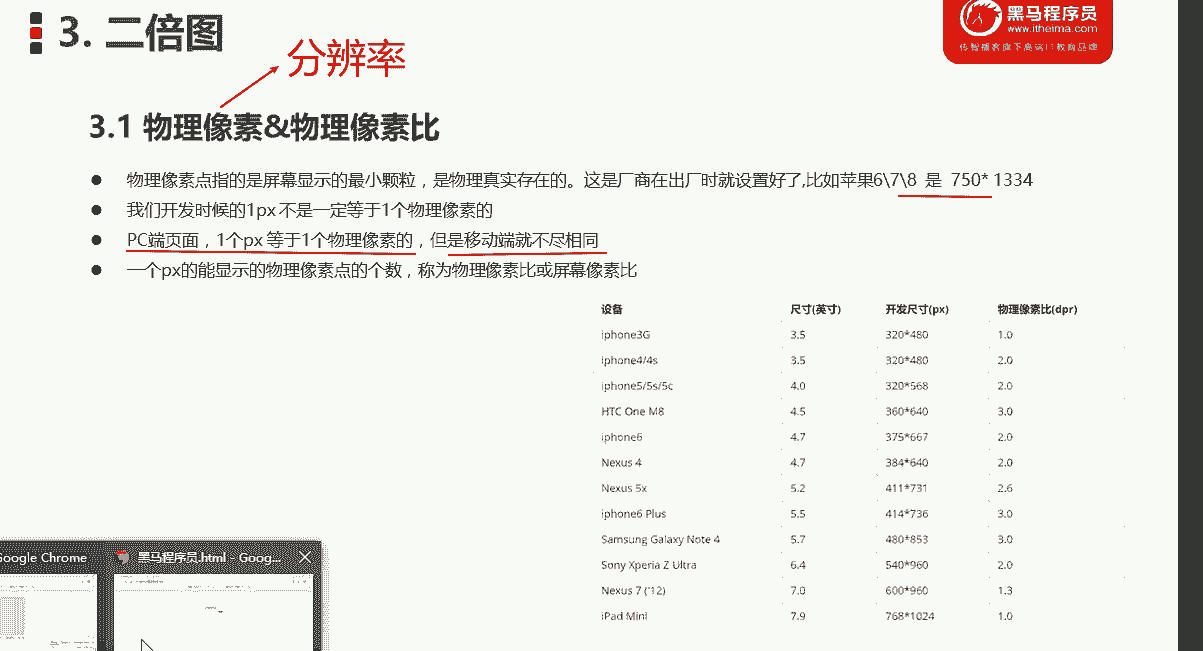 3. 二倍图
分辨率
黑马程序员
www.itheima.com
传智播客旗下高端IT教育品牌
3.1 物理像素&物理像素比
物理像素点指的是屏幕显示的最小颗粒，是物理真实存在的。这是厂商在出厂时就设置好了,比如苹果6\7\8 是 750* 1334
我们开发时候的1px 不是一定等于1个物理像素的
PC端页面，1个px 等于1个物理像素的，但是移动端就不尽相同
一个px的能显示的物理像素点的个数，称为物理像素比或屏幕像素比
设备 尺寸(英寸) 开发尺寸(px) 物理像素比(dpr)
iphone3G 3.5 320*480 1.0
iphone4/4s 3.5 320*480 2.0
iphone5/5s/5c 4.0 320*568 2.0
HTC One M8 4.5 360*640 3.0
iphone6 4.7 375*667 2.0
Nexus 4 4.7 384*640 2.0
Nexus 5x 5.2 411*731 2.6
iphone6 Plus 5.5 414*736 3.0
Samsung Galaxy Note 4 5.7 480*853 3.0
Sony Xperia Z Ultra 6.4 540*960 2.0
Nexus 7 ('12) 7.0 600*960 1.3
iPad Mini 7.9 768*1024 1.0
Google Chrome
黑马程序员.html - Goog...